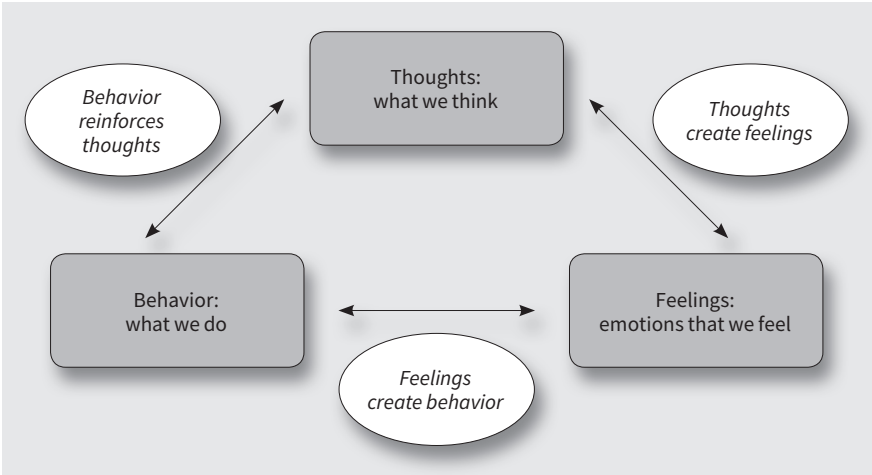 Thoughts:
what we think
Behavior
reinforces
thoughts
Thoughts
create feelings
Behavior:
what we do
Feelings:
emotions that we feel
Feelings
create behavior